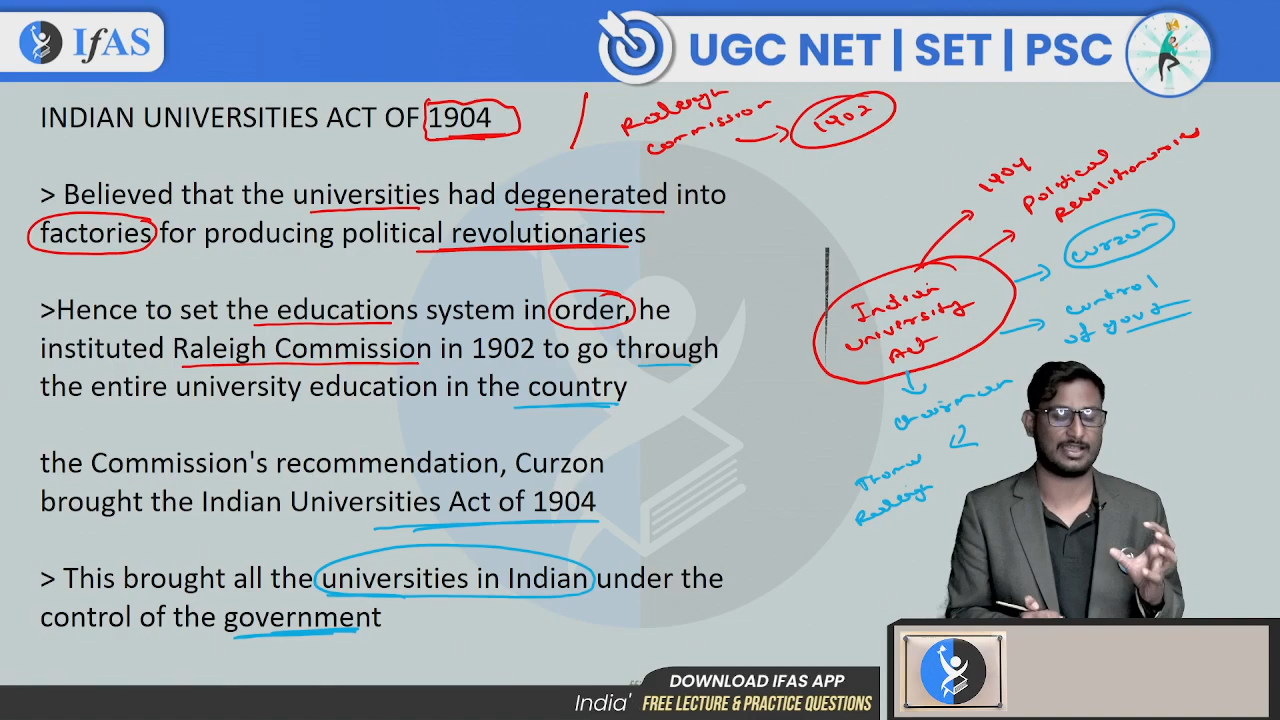 IfAS
UGC NET | SET | PSC
INDIAN UNIVERSITIES ACT OF 1904
Raleigh
Commission
1902
> Believed that the universities had degenerated into
factories for producing political revolutionaries
>Hence to set the educations system in order, he
instituted Raleigh Commission in 1902 to go through
the entire university education in the country
the Commission's recommendation, Curzon
brought the Indian Universities Act of 1904
> This brought all the universities in Indian under the
control of the government
1904
Political
revolutionaries
Curzon
Indian
university
Act
control
of govt
chairman
Thomas
Raleigh
DOWNLOAD IFAS APP
India'
FREE LECTURE & PRACTICE QUESTIONS